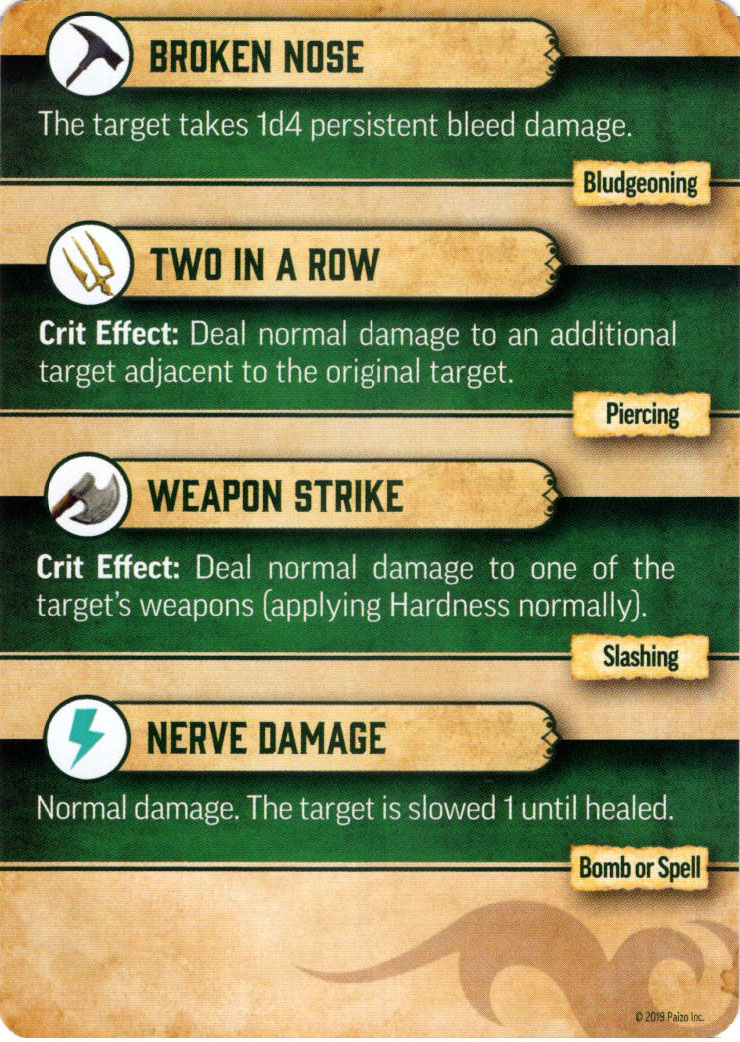 BROKEN NOSE
The target takes 1d4 persistent bleed damage.
Bludgeoning
TWO IN A ROW
Crit Effect: Deal normal damage to an additional
target adjacent to the original target.
Piercing
WEAPON STRIKE
Crit Effect: Deal normal damage to one of the
target's weapons (applying Hardness normally).
Slashing
NERVE DAMAGE
Normal damage. The target is slowed 1 until healed.
Bomb or Spell
© 2019 Paizo Inc.